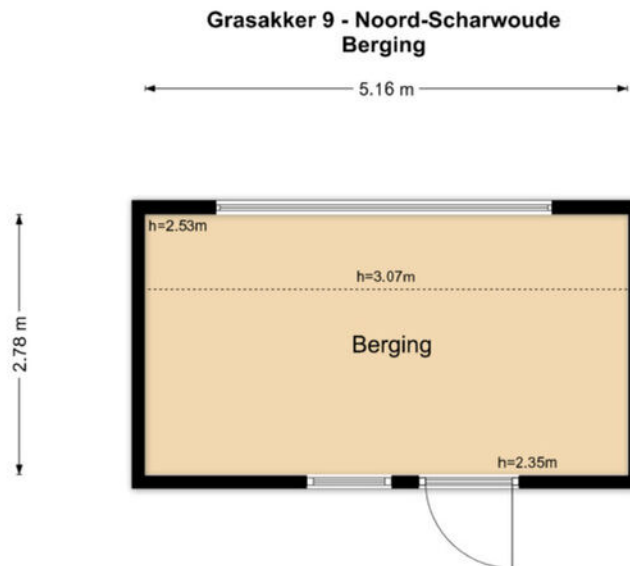 Grasakker 9 - Noord-Scharwoude
Berging
5.16 m
h=2.53m
h=3.07m
2.78 m
Berging
h=2.35m